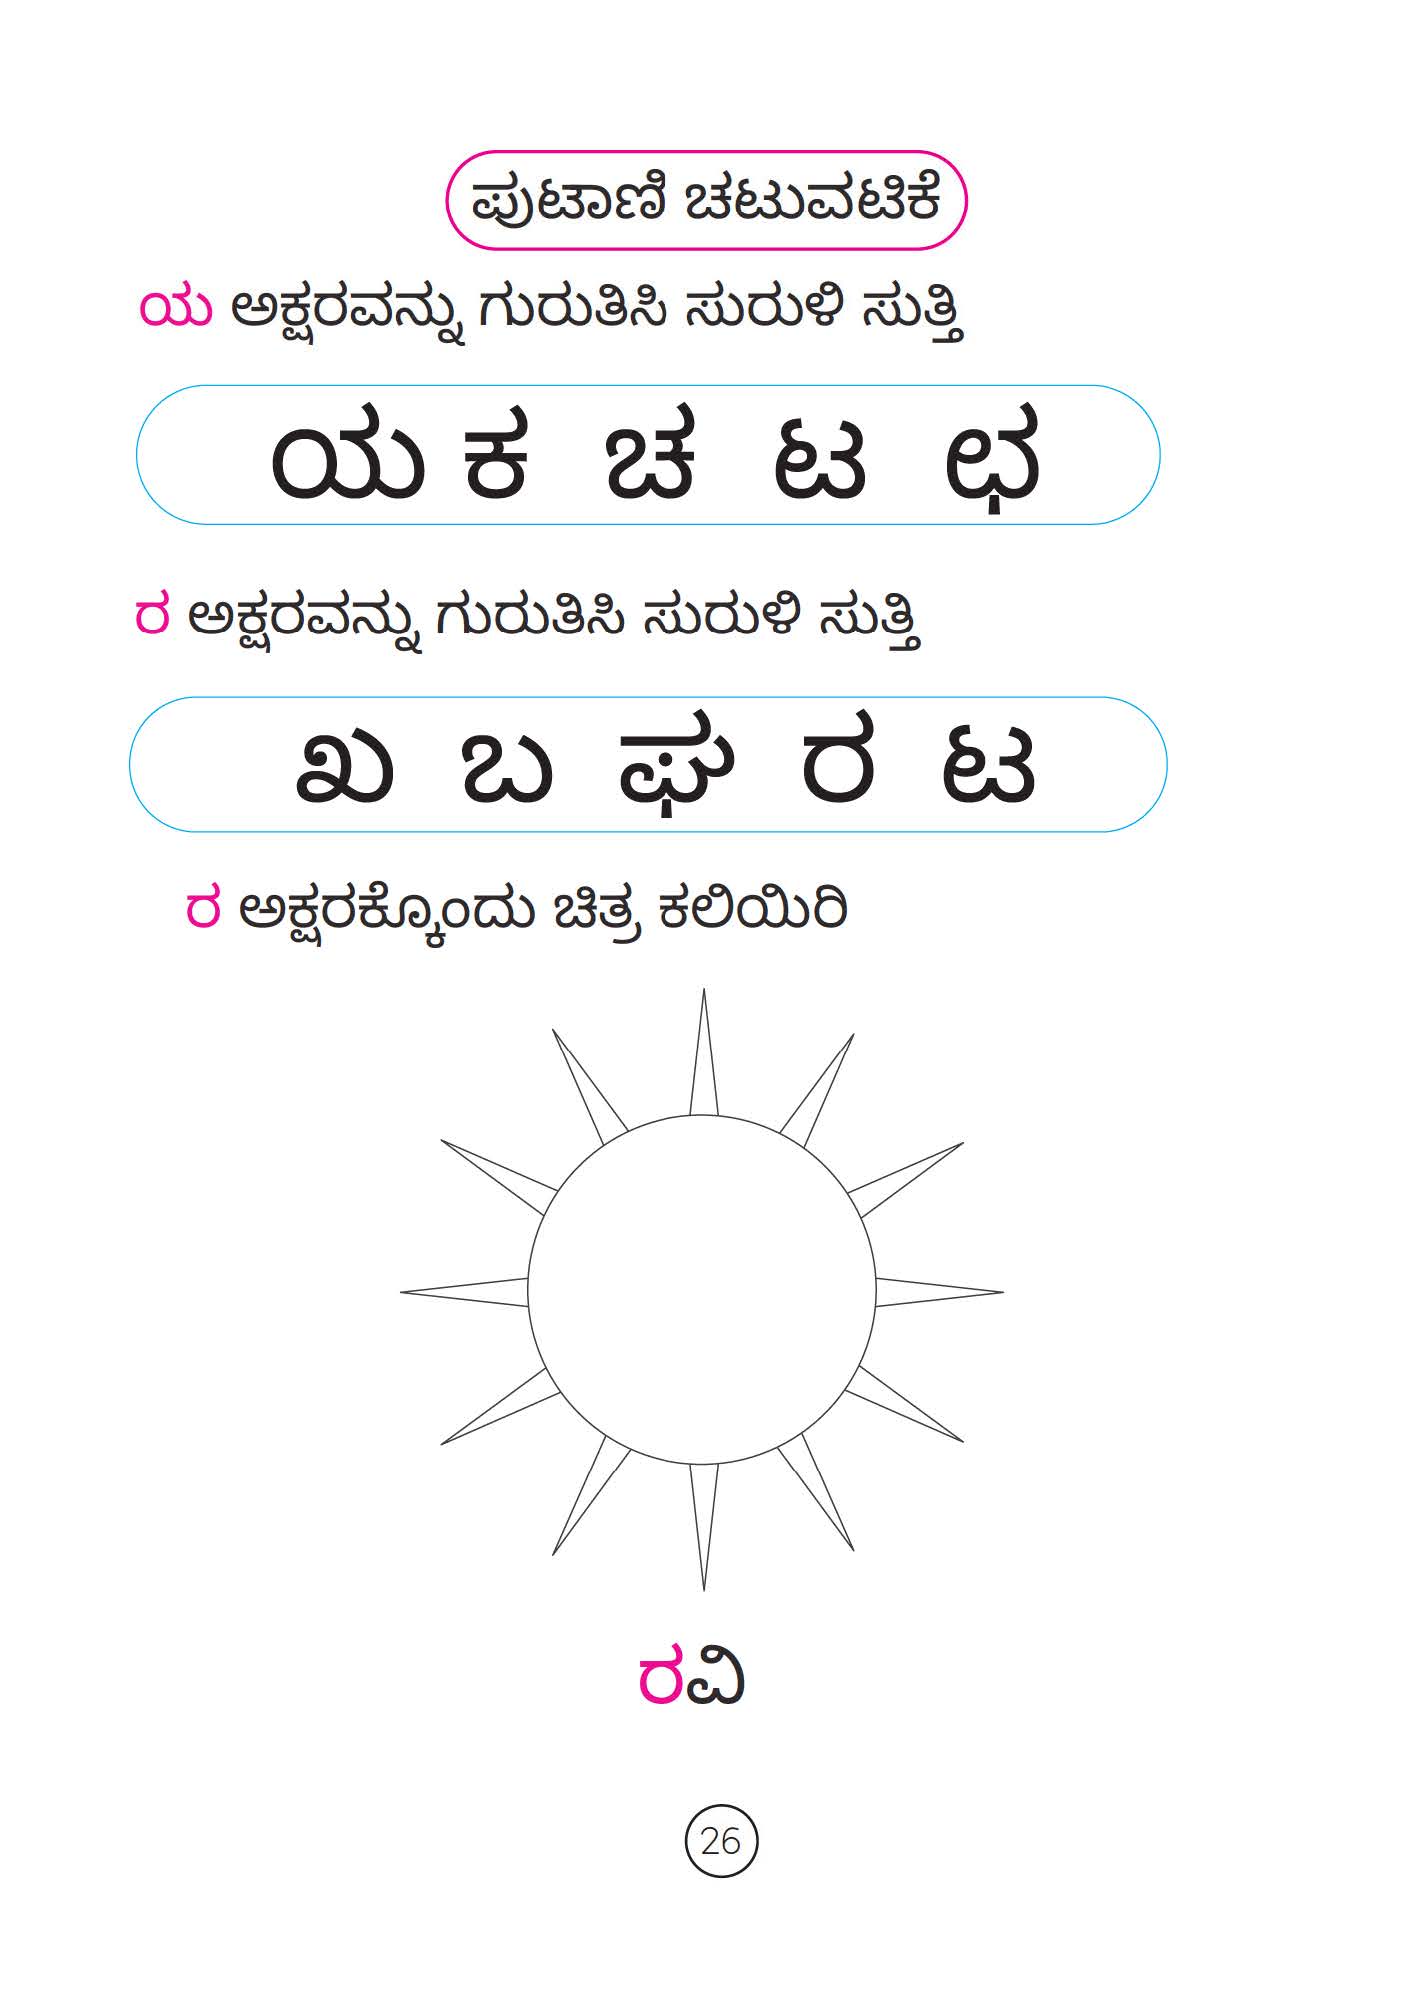 ಪುಟಾಣಿ ಚಟುವಟಿಕೆ
ಯ ಅಕ್ಷರವನ್ನು ಗುರುತಿಸಿ ಸುರುಳಿ ಸುತ್ತಿ
ಯ ಕ ಚ ಟ ಛ
ರ ಅಕ್ಷರವನ್ನು ಗುರುತಿಸಿ ಸುರುಳಿ ಸುತ್ತಿ
ಖ ಬ ಘ ರ ಟ
ರ ಅಕ್ಷರಕ್ಕೊಂದು ಚಿತ್ರ ಕಲಿಯಿರಿ
ರವಿ
26